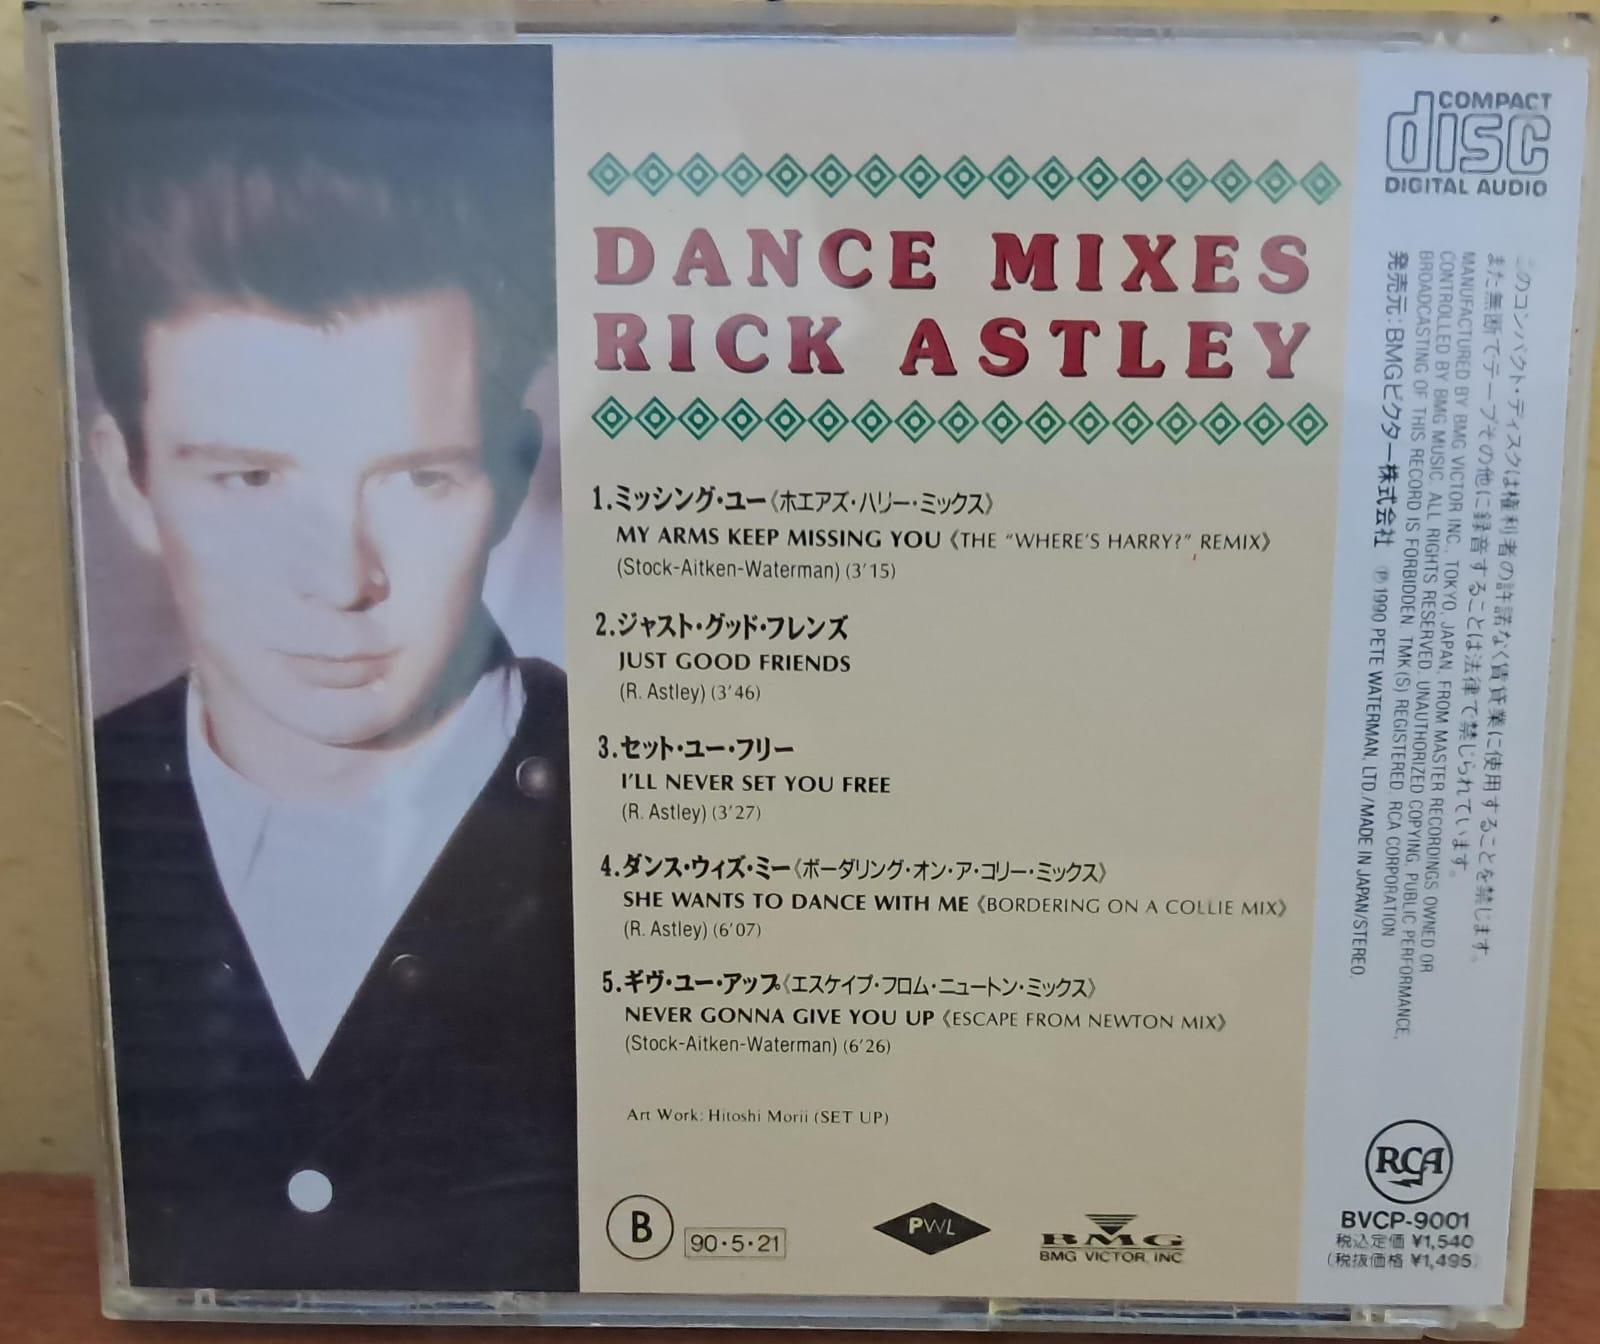 DANCE MIXES
RICK ASTLEY
1.ミッシング・ユー《ホエアズ・ハリー・ミックス》
MY ARMS KEEP MISSING YOU《THE "WHERE'S HARRY?" REMIX》
(Stock-Aitken-Waterman) (3'15)
2.ジャスト・グッド・フレンズ
JUST GOOD FRIENDS
(R. Astley) (3'46)
3.セット・ユー・フリー
I'LL NEVER SET YOU FREE
(R. Astley) (3'27)
4.ダンス・ウィズ・ミー《ボーダリング・オン・ア・コリー・ミックス》
SHE WANTS TO DANCE WITH ME《BORDERING ON A COLLIE MIX》
(R. Astley) (6'07)
5.ギヴ・ユー・アップ《エスケイプ・フロム・ニュートン・ミックス》
NEVER GONNA GIVE YOU UP《ESCAPE FROM NEWTON MIX》
(Stock-Aitken-Waterman) (6'26)
Art Work: Hitoshi Morii (SET UP)
B
90・5・21
PWL
BMG
BMG VICTOR, INC
COMPACT
disc
DIGITAL AUDIO
このコンパクト・ディスクは権利者の許諾なく賃貸業に使用することを禁じます。
また無断でテープその他に録音することは法律で禁じられています。
MANUFACTURED BY BMG VICTOR INC., TOKYO, JAPAN, FROM MASTER RECORDINGS OWNED OR
CONTROLLED BY BMG MUSIC. ALL RIGHTS RESERVED. UNAUTHORIZED COPYING, PUBLIC PERFORMANCE,
BROADCASTING OF THIS RECORD IS FORBIDDEN. TMK(S) REGISTERED. RCA CORPORATION
発売元:BMGビクター株式会社 Ⓟ1990 PETE WATERMAN, LTD./MADE IN JAPAN/STEREO.
RCA
BVCP-9001
税込定価 ¥1,540
(税抜価格 ¥1,495)